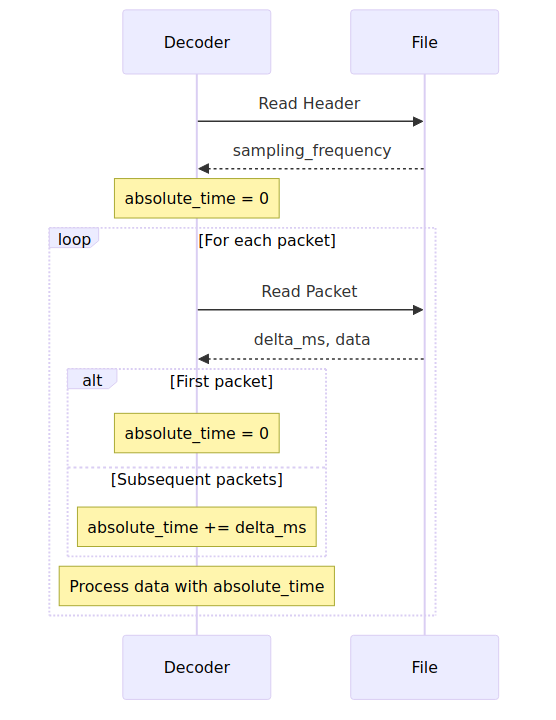 Decoder
File
Read Header
sampling_frequency
absolute_time = 0
loop
[For each packet]
Read Packet
delta_ms, data
alt
[First packet]
absolute_time = 0
[Subsequent packets]
absolute_time += delta_ms
Process data with absolute_time
Decoder
File